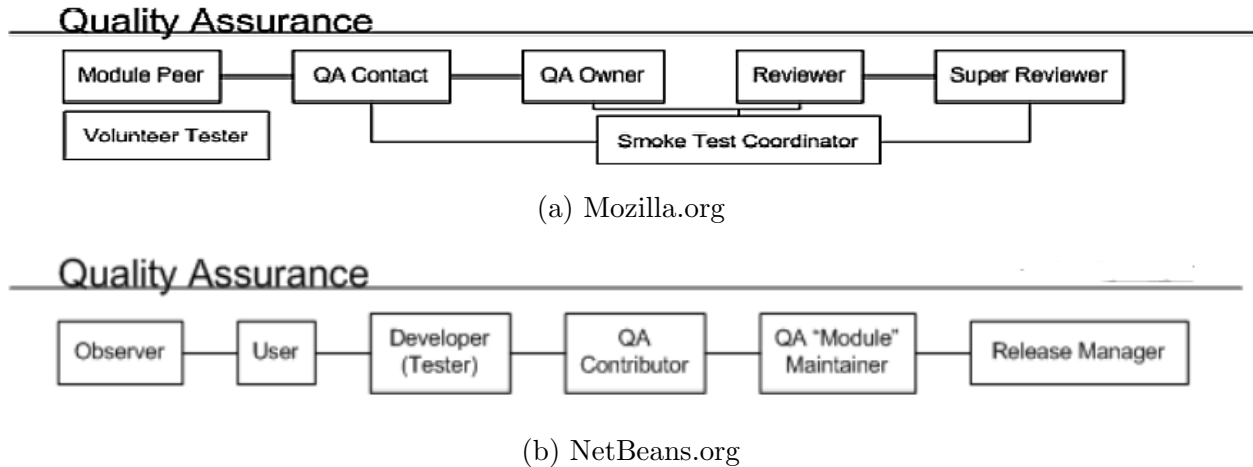 Quality Assurance
Module Peer
QA Contact
QA Owner
Reviewer
Super Reviewer
Volunteer Tester
Smoke Test Coordinator
(a) Mozilla.org
Quality Assurance
Observer
User
Developer
(Tester)
QA
Contributor
QA “Module”
Maintainer
Release Manager
(b) NetBeans.org